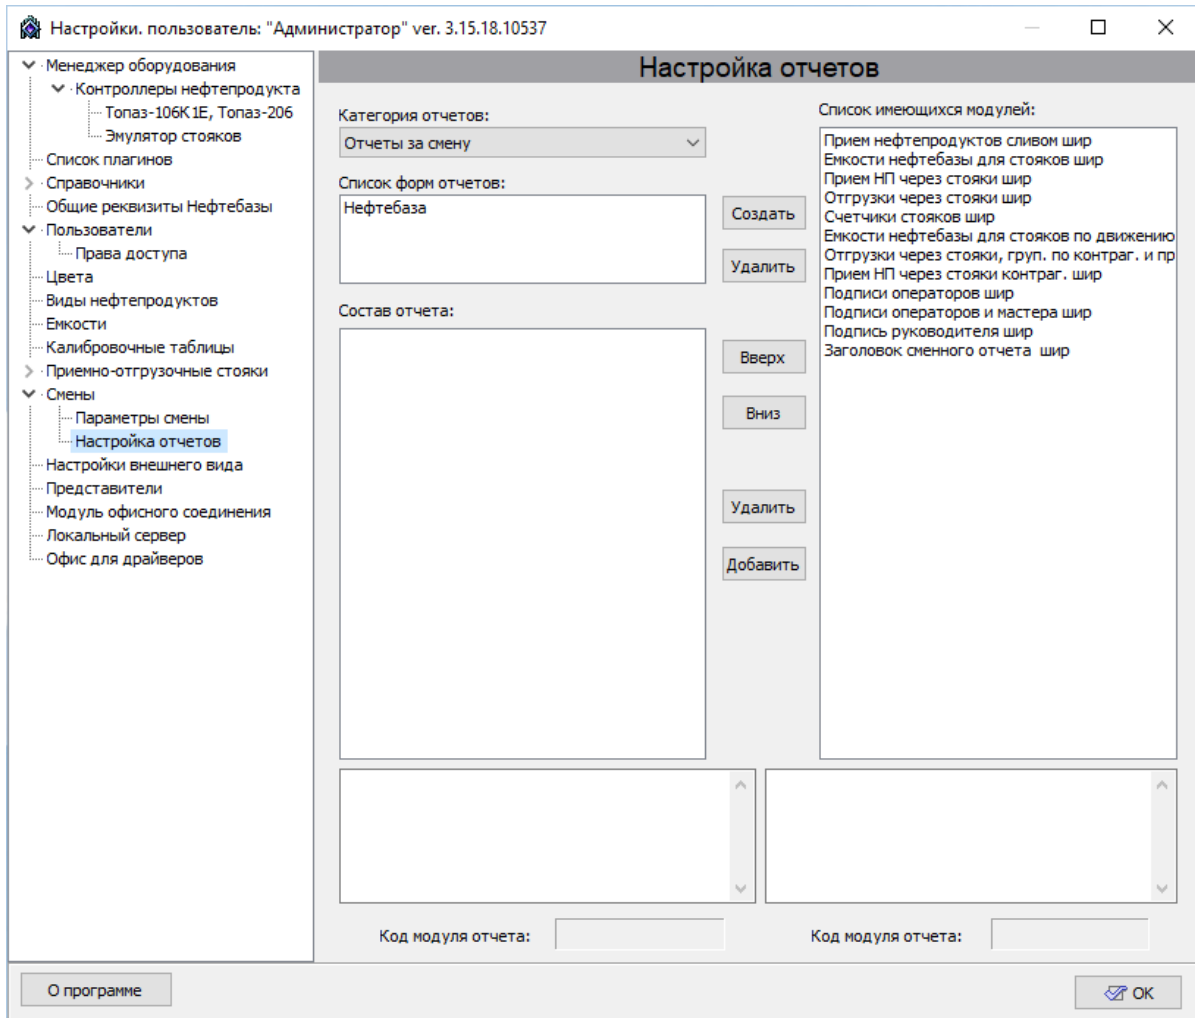 Настройки. пользователь: "Администратор" ver. 3.15.18.10537
Менеджер оборудования
Контроллеры нефтепродукта
Топаз-106К1Е, Топаз-206
Эмулятор стояков
Список плагинов
Справочники
Общие реквизиты Нефтебазы
Пользователи
Права доступа
Цвета
Виды нефтепродуктов
Емкости
Калибровочные таблицы
Приемно-отгрузочные стояки
Смены
Параметры смены
Настройка отчетов
Настройки внешнего вида
Представители
Модуль офисного соединения
Локальный сервер
Офис для драйверов
Настройка отчетов
Категория отчетов:
Отчеты за смену
Список форм отчетов:
Нефтебаза
Создать
Удалить
Состав отчета:
Вверх
Вниз
Удалить
Добавить
Список имеющихся модулей:
Прием нефтепродуктов сливом шир
Емкости нефтебазы для стояков шир
Прием НП через стояки шир
Отгрузки через стояки шир
Счетчики стояков шир
Емкости нефтебазы для стояков по движению
Отгрузки через стояки, груп. по контраг. и пр
Прием НП через стояки контраг. шир
Подписи операторов шир
Подписи операторов и мастера шир
Подпись руководителя шир
Заголовок сменного отчета  шир
Код модуля отчета:
Код модуля отчета:
О программе
OK